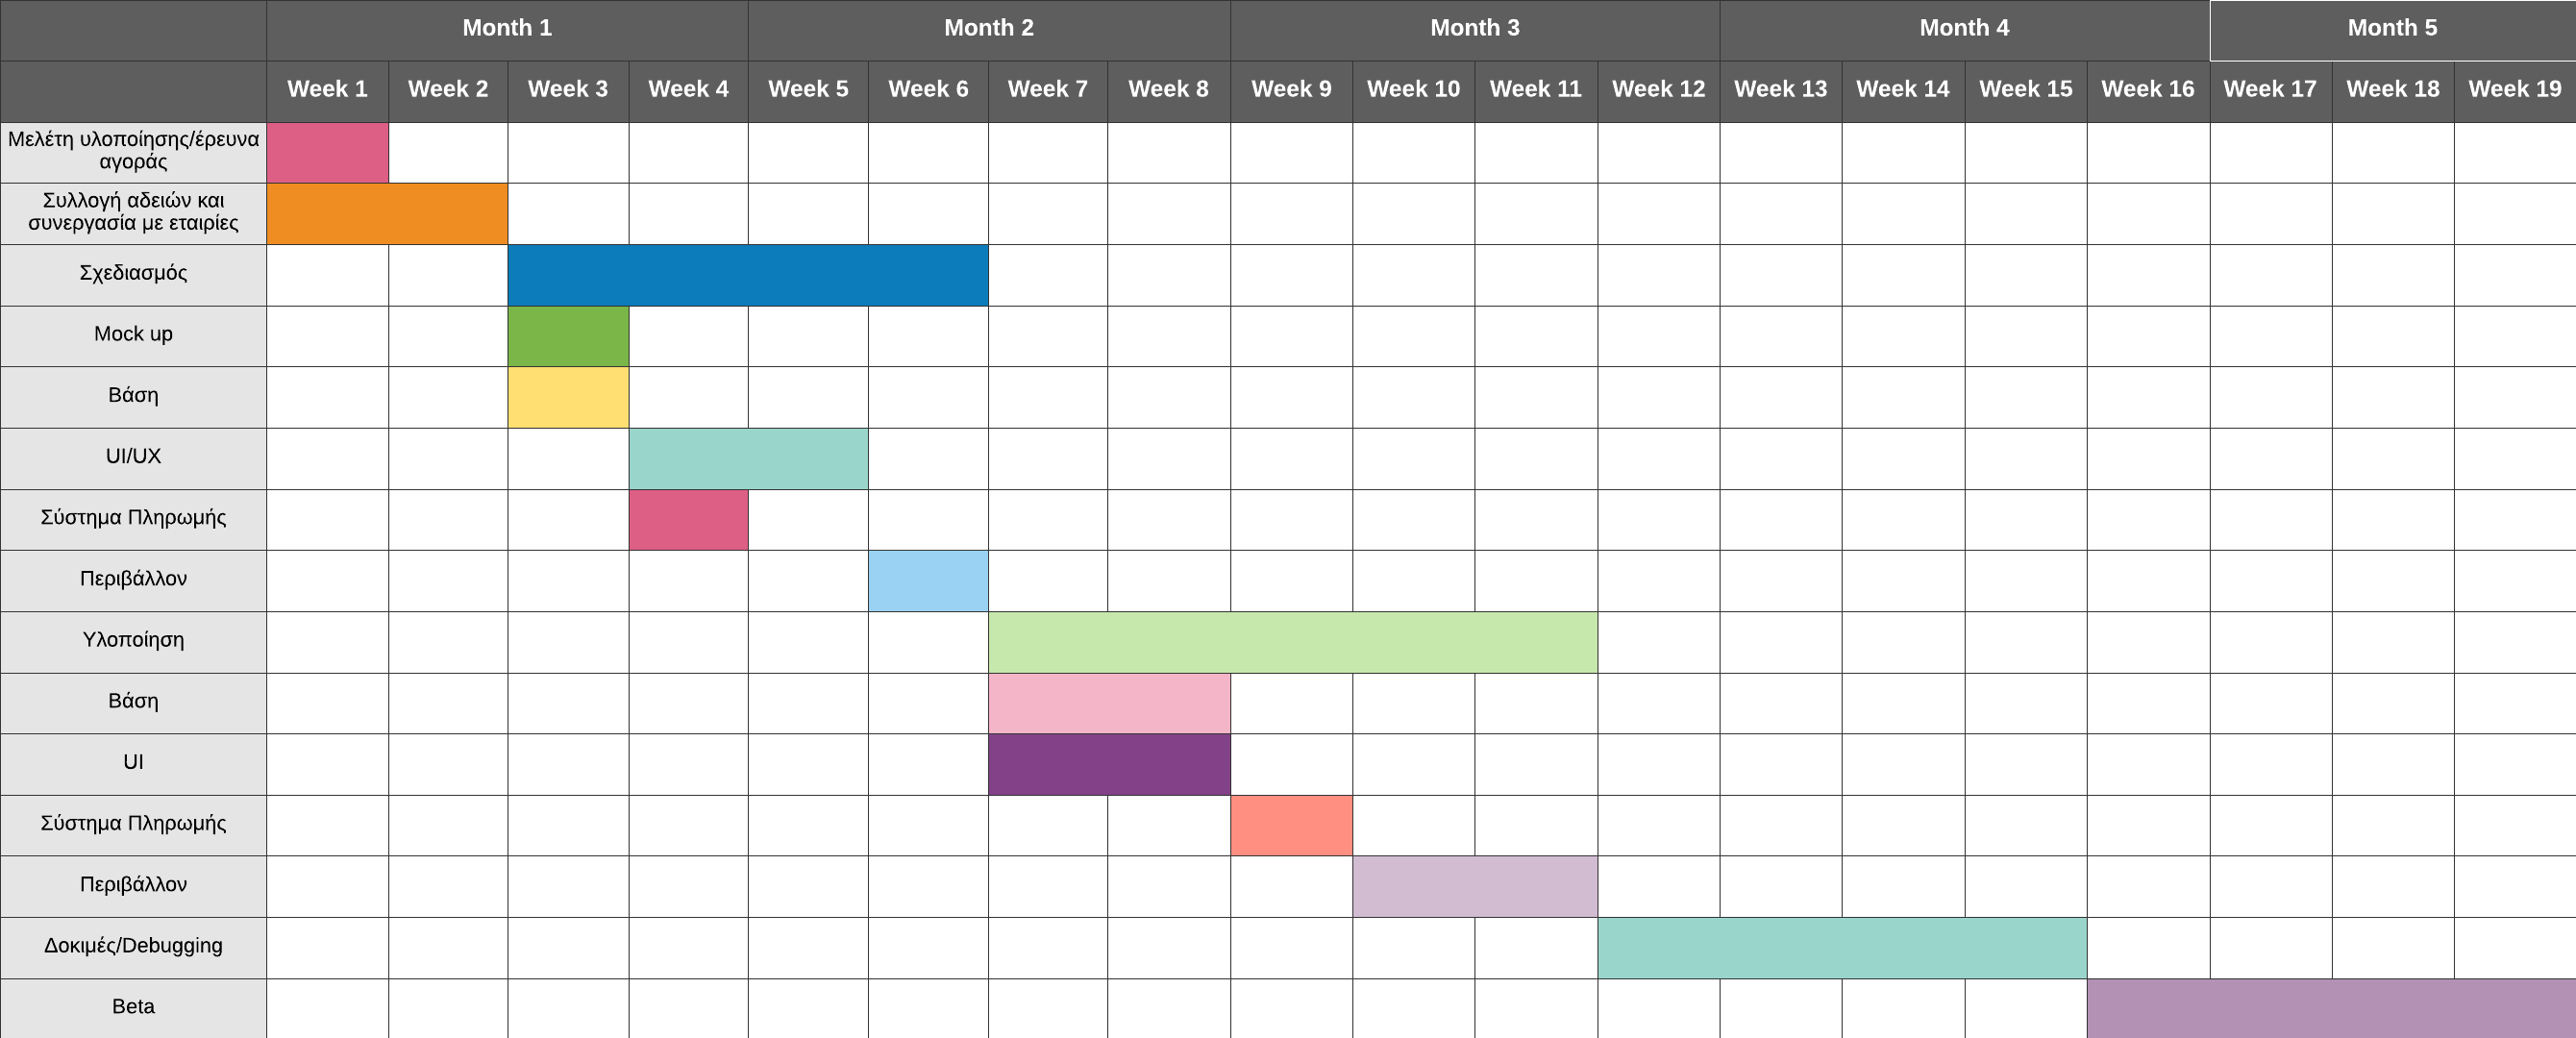 Month 1 Month 2 Month 3 Month 4 Month 5
Week 1 Week 2 Week 3 Week 4 Week 5 Week 6 Week 7 Week 8 Week 9 Week 10 Week 11 Week 12 Week 13 Week 14 Week 15 Week 16 Week 17 Week 18 Week 19
Μελέτη υλοποίησης/έρευνα
αγοράς
Συλλογή αδειών και
συνεργασία με εταιρίες
Σχεδιασμός
Mock up
Βάση
UI/UX
Σύστημα Πληρωμής
Περιβάλλον
Υλοποίηση
Βάση
UI
Σύστημα Πληρωμής
Περιβάλλον
Δοκιμές/Debugging
Beta